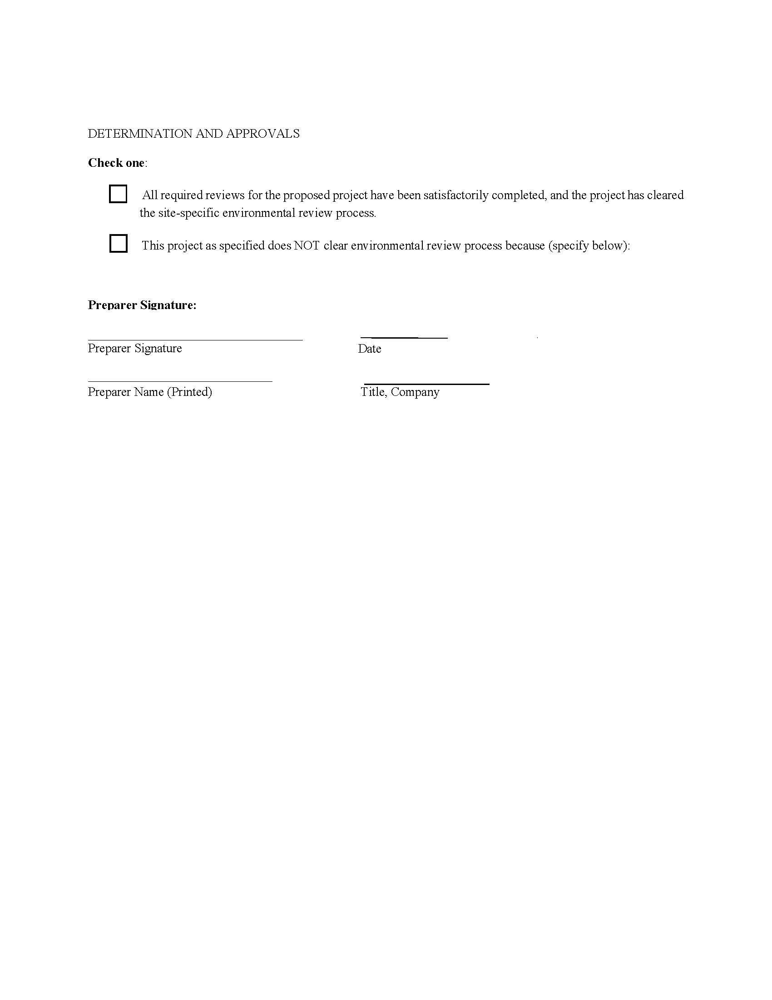 DETERMINATION AND APPROVALS
Check one:
All required reviews for the proposed project have been satisfactorily completed, and the project has cleared
the site-specific environmental review process.
This project as specified does NOT clear environmental review process because (specify below):
Preparer Signature:
Preparer Signature
Date
Preparer Name (Printed)
Title, Company